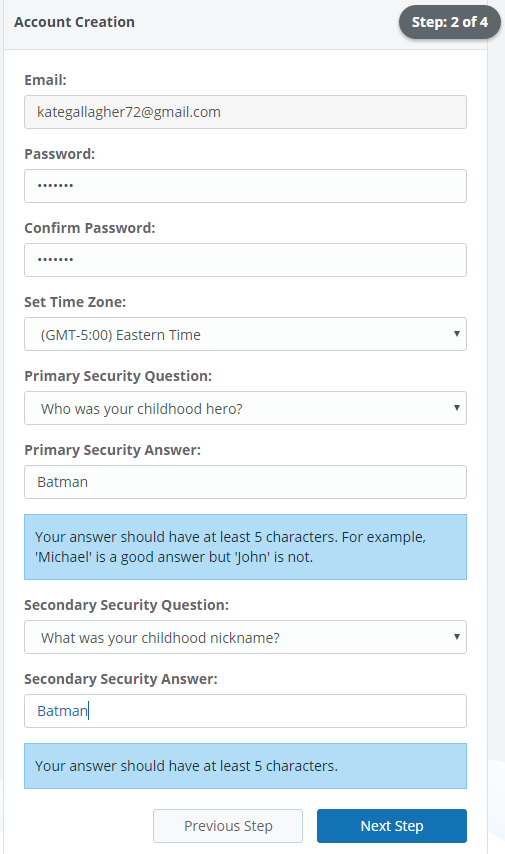 Account Creation
Step: 2 of 4
Email:
kategallagher72@gmail.com
Password:
•••••••
Confirm Password:
•••••••
Set Time Zone:
(GMT-5:00) Eastern Time
Primary Security Question:
Who was your childhood hero?
Primary Security Answer:
Batman
Your answer should have at least 5 characters. For example,
'Michael' is a good answer but 'John' is not.
Secondary Security Question:
What was your childhood nickname?
Secondary Security Answer:
Batman
Your answer should have at least 5 characters.
Previous Step
Next Step